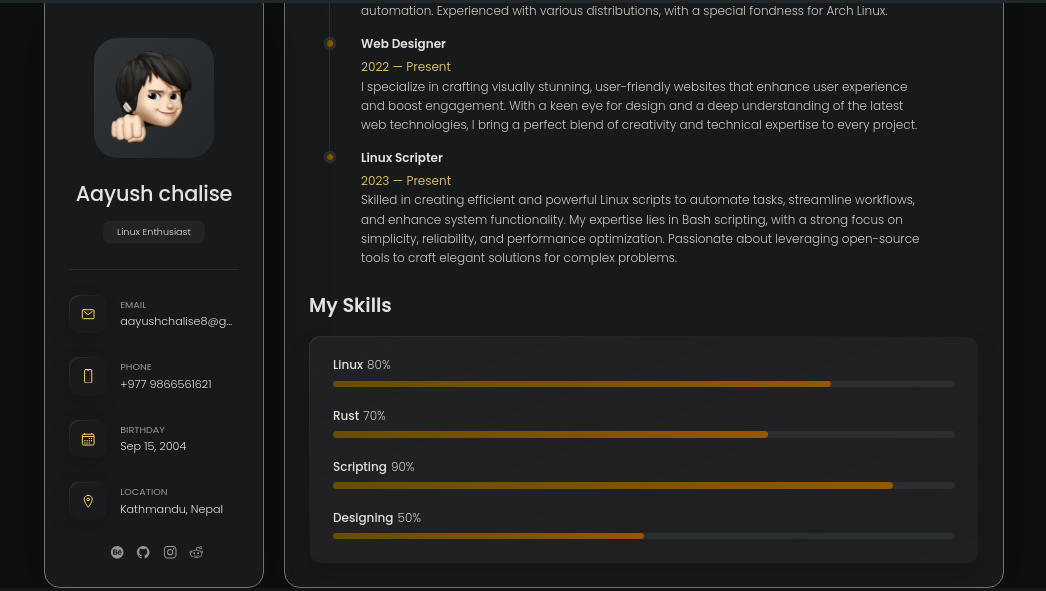 Aayush chalise
Linux Enthusiast
EMAIL
aayushchalise8@g...
PHONE
+977 9866561621
BIRTHDAY
Sep 15, 2004
LOCATION
Kathmandu, Nepal
Bē
automation. Experienced with various distributions, with a special fondness for Arch Linux.
Web Designer
2022 — Present
I specialize in crafting visually stunning, user-friendly websites that enhance user experience
and boost engagement. With a keen eye for design and a deep understanding of the latest
web technologies, I bring a perfect blend of creativity and technical expertise to every project.
Linux Scripter
2023 — Present
Skilled in creating efficient and powerful Linux scripts to automate tasks, streamline workflows,
and enhance system functionality. My expertise lies in Bash scripting, with a strong focus on
simplicity, reliability, and performance optimization. Passionate about leveraging open-source
tools to craft elegant solutions for complex problems.
My Skills
Linux 80%
Rust 70%
Scripting 90%
Designing 50%